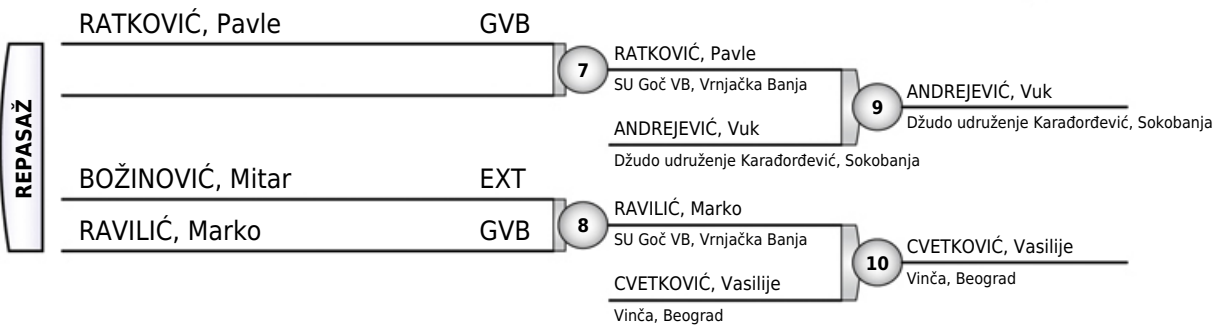 REPASAŽ
RATKOVIĆ, Pavle GVB
7
BOŽINOVIĆ, Mitar EXT
RAVILIĆ, Marko GVB
8
RATKOVIĆ, Pavle
SU Goč VB, Vrnjačka Banja
ANDREJEVIĆ, Vuk
Džudo udruženje Karađorđević, Sokobanja
9
RAVILIĆ, Marko
SU Goč VB, Vrnjačka Banja
CVETKOVIĆ, Vasilije
Vinča, Beograd
10
ANDREJEVIĆ, Vuk
Džudo udruženje Karađorđević, Sokobanja
CVETKOVIĆ, Vasilije
Vinča, Beograd